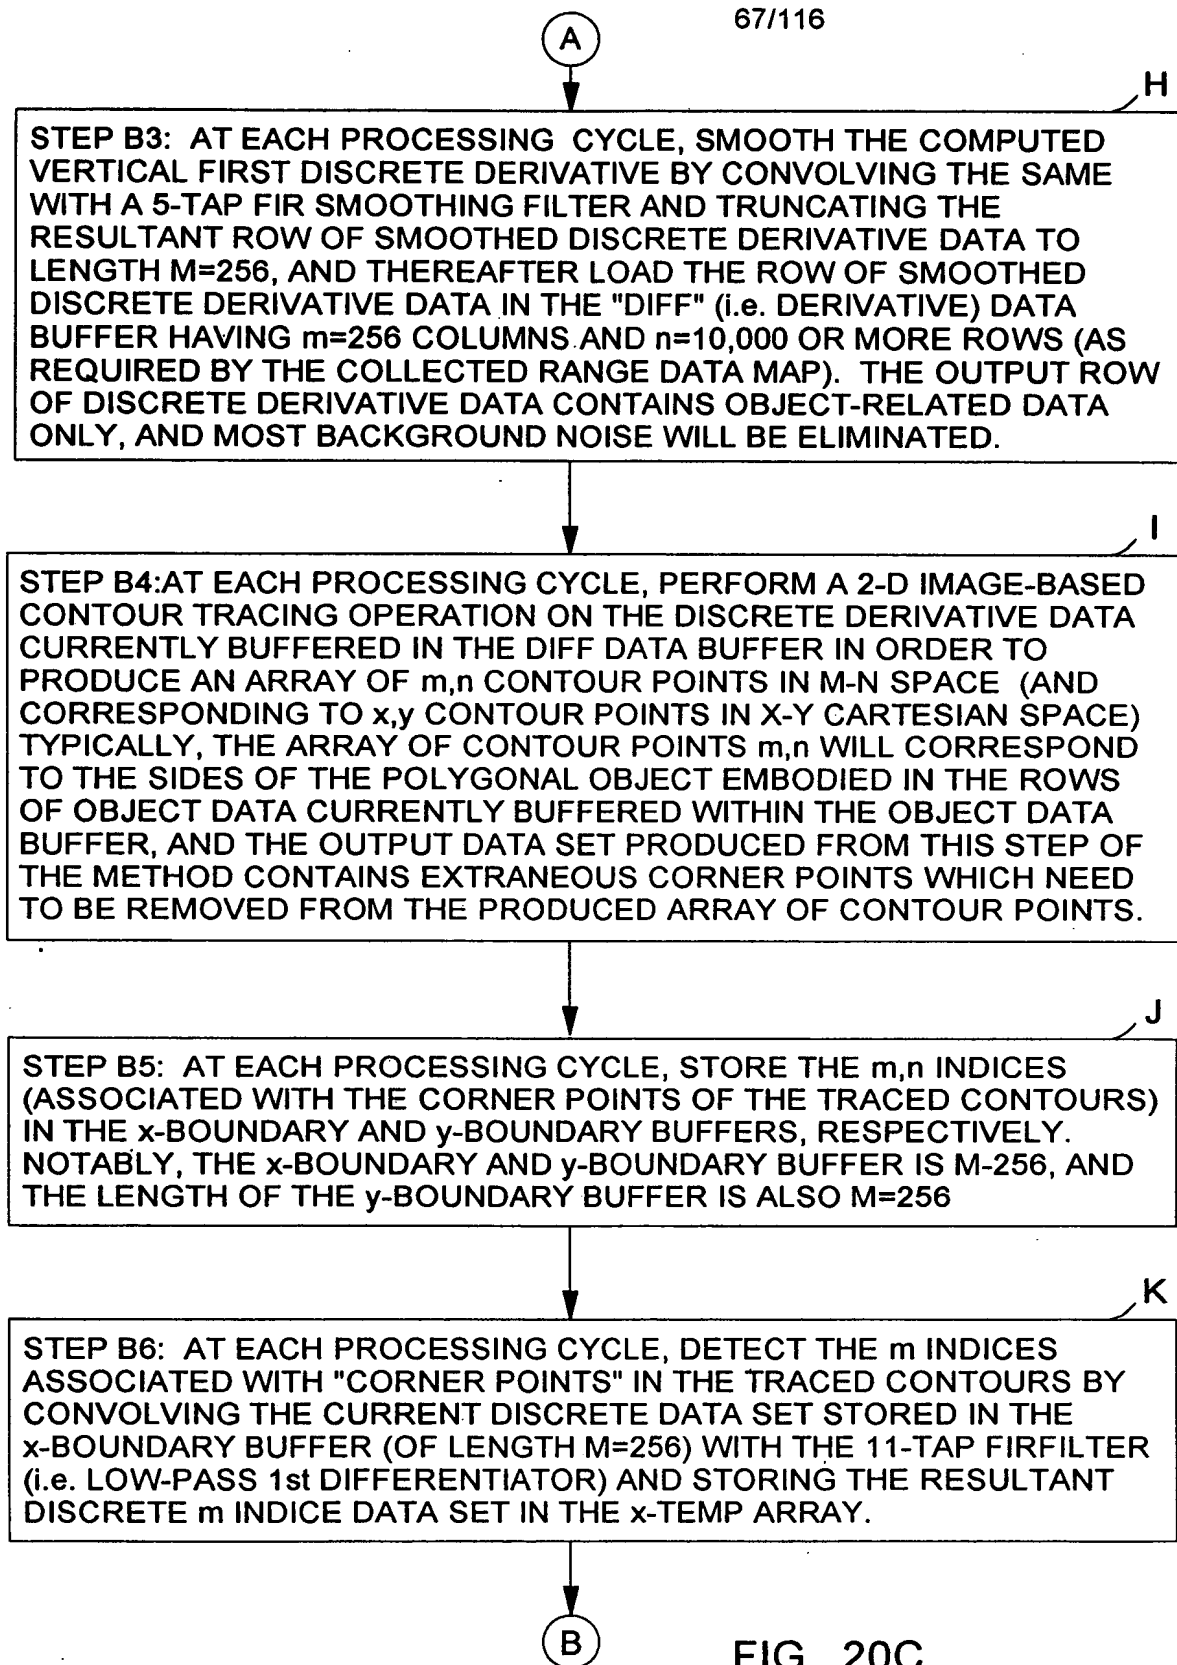 67/116
A
H
STEP B3: AT EACH PROCESSING CYCLE, SMOOTH THE COMPUTED
VERTICAL FIRST DISCRETE DERIVATIVE BY CONVOLVING THE SAME
WITH A 5-TAP FIR SMOOTHING FILTER AND TRUNCATING THE
RESULTANT ROW OF SMOOTHED DISCRETE DERIVATIVE DATA TO
LENGTH M=256, AND THEREAFTER LOAD THE ROW OF SMOOTHED
DISCRETE DERIVATIVE DATA IN THE "DIFF" (i.e. DERIVATIVE) DATA
BUFFER HAVING m=256 COLUMNS AND n=10,000 OR MORE ROWS (AS
REQUIRED BY THE COLLECTED RANGE DATA MAP). THE OUTPUT ROW
OF DISCRETE DERIVATIVE DATA CONTAINS OBJECT-RELATED DATA
ONLY, AND MOST BACKGROUND NOISE WILL BE ELIMINATED.
I
STEP B4:AT EACH PROCESSING CYCLE, PERFORM A 2-D IMAGE-BASED
CONTOUR TRACING OPERATION ON THE DISCRETE DERIVATIVE DATA
CURRENTLY BUFFERED IN THE DIFF DATA BUFFER IN ORDER TO
PRODUCE AN ARRAY OF m,n CONTOUR POINTS IN M-N SPACE (AND
CORRESPONDING TO x,y CONTOUR POINTS IN X-Y CARTESIAN SPACE)
TYPICALLY, THE ARRAY OF CONTOUR POINTS m,n WILL CORRESPOND
TO THE SIDES OF THE POLYGONAL OBJECT EMBODIED IN THE ROWS
OF OBJECT DATA CURRENTLY BUFFERED WITHIN THE OBJECT DATA
BUFFER, AND THE OUTPUT DATA SET PRODUCED FROM THIS STEP OF
THE METHOD CONTAINS EXTRANEOUS CORNER POINTS WHICH NEED
TO BE REMOVED FROM THE PRODUCED ARRAY OF CONTOUR POINTS.
J
STEP B5: AT EACH PROCESSING CYCLE, STORE THE m,n INDICES
(ASSOCIATED WITH THE CORNER POINTS OF THE TRACED CONTOURS)
IN THE x-BOUNDARY AND y-BOUNDARY BUFFERS, RESPECTIVELY.
NOTABLY, THE x-BOUNDARY AND y-BOUNDARY BUFFER IS M-256, AND
THE LENGTH OF THE y-BOUNDARY BUFFER IS ALSO M=256
K
STEP B6: AT EACH PROCESSING CYCLE, DETECT THE m INDICES
ASSOCIATED WITH "CORNER POINTS" IN THE TRACED CONTOURS BY
CONVOLVING THE CURRENT DISCRETE DATA SET STORED IN THE
x-BOUNDARY BUFFER (OF LENGTH M=256) WITH THE 11-TAP FIRFILTER
(i.e. LOW-PASS 1st DIFFERENTIATOR) AND STORING THE RESULTANT
DISCRETE m INDICE DATA SET IN THE x-TEMP ARRAY.
B
FIG. 20C